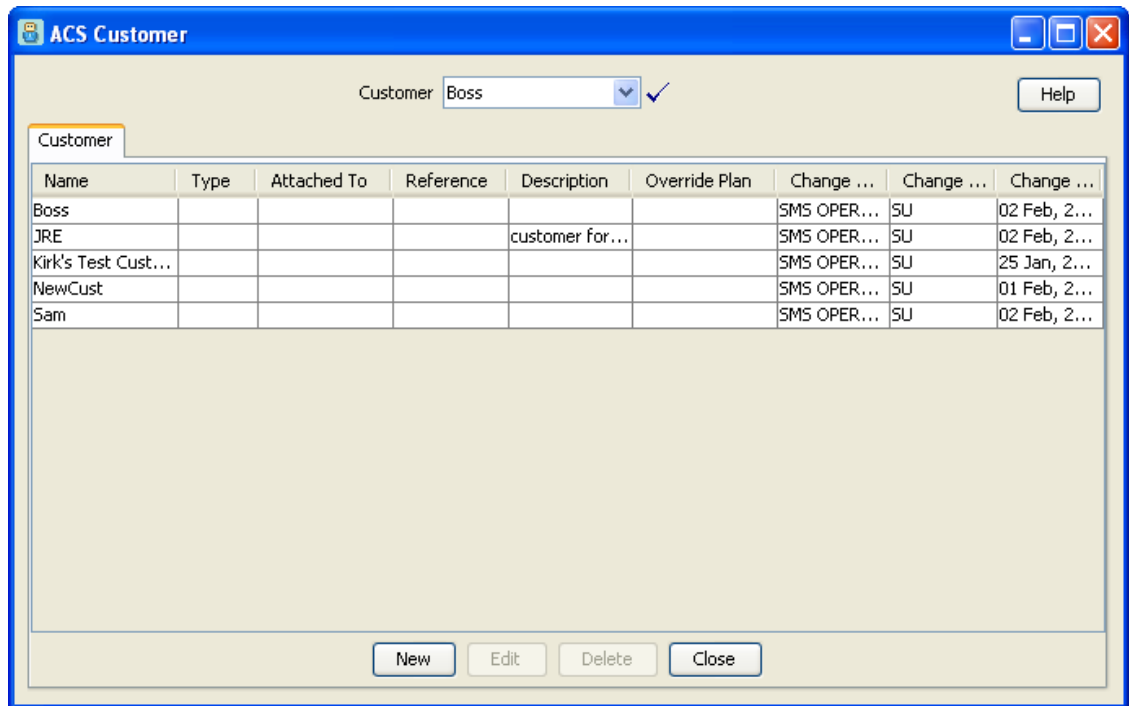 ACS Customer
Customer Boss
Help
Customer
Name Type Attached To Reference Description Override Plan Change ... Change ... Change ...
Boss SMS OPER... SU 02 Feb, 2...
JRE customer for... SMS OPER... SU 02 Feb, 2...
Kirk's Test Cust... SMS OPER... SU 25 Jan, 2...
NewCust SMS OPER... SU 01 Feb, 2...
Sam SMS OPER... SU 02 Feb, 2...
New Edit Delete Close